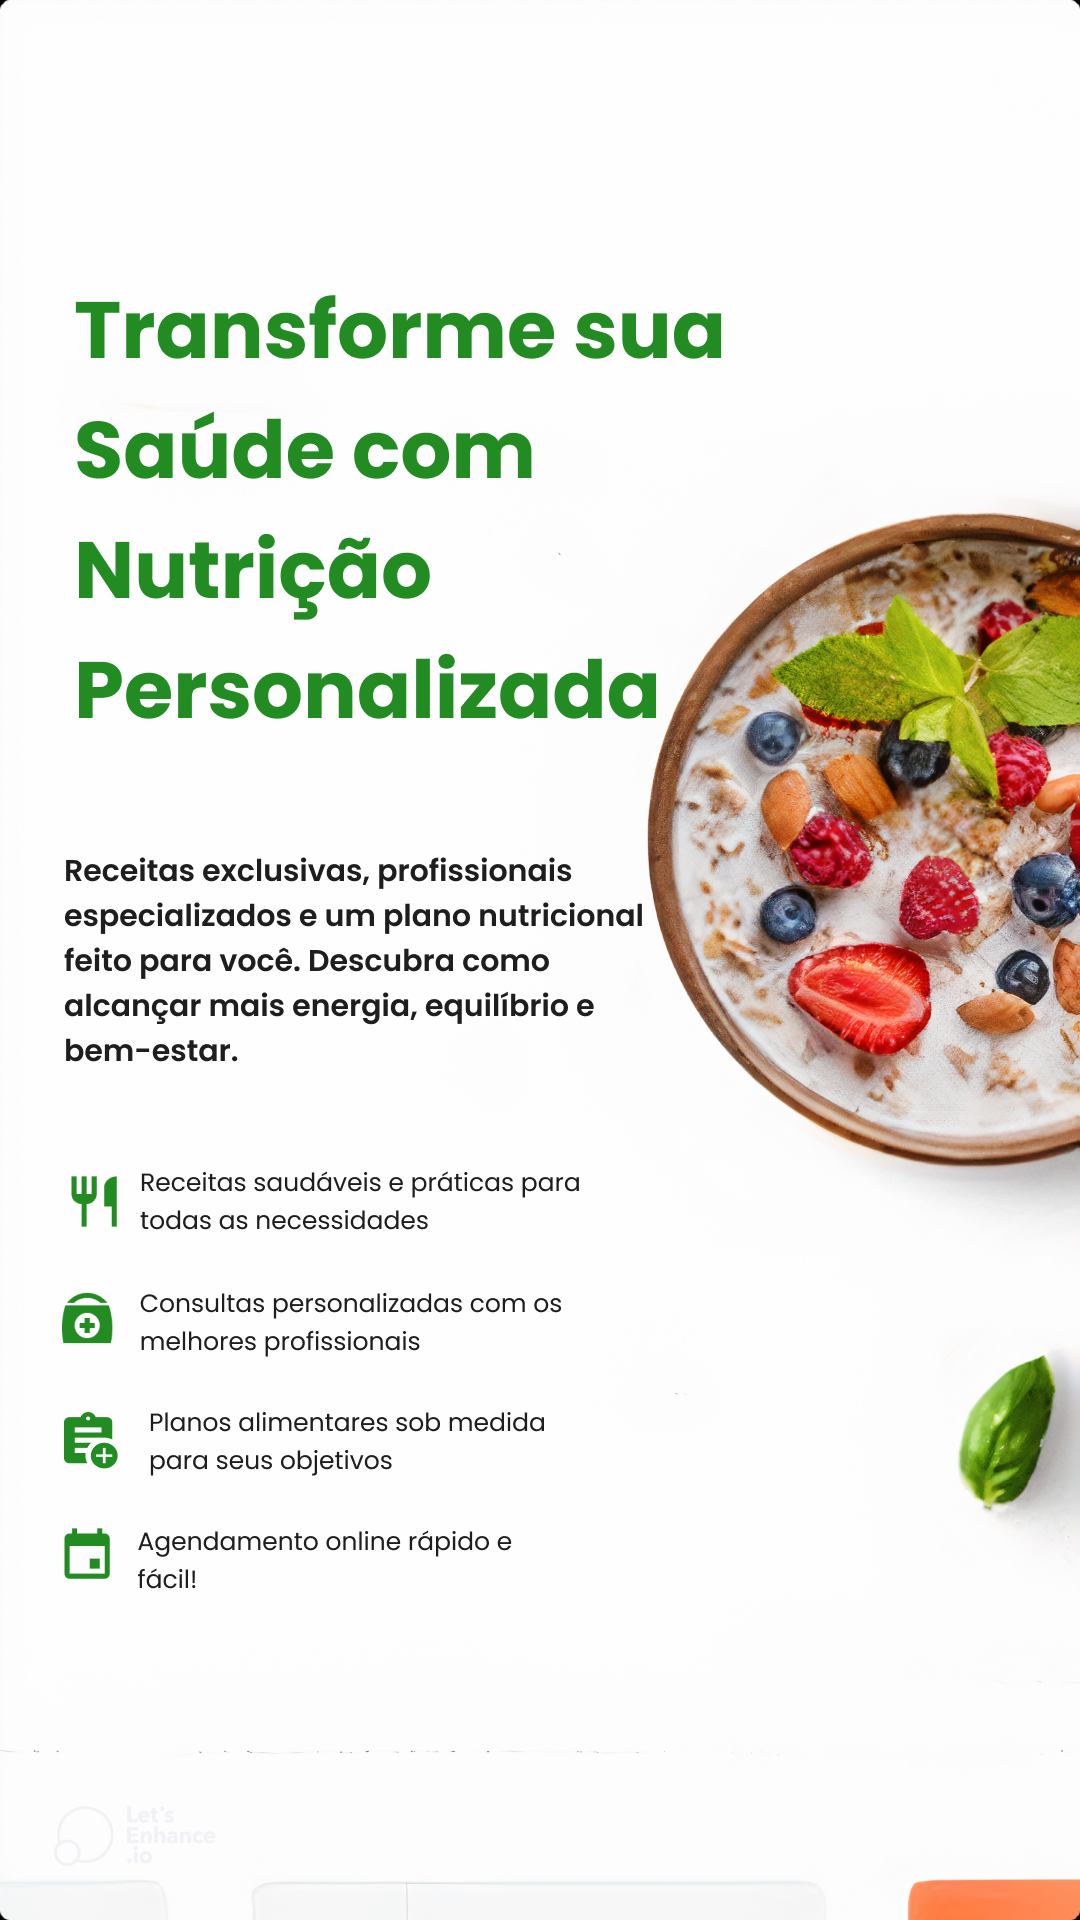 Transforme sua
Saúde com
Nutrição
Personalizada
Receitas exclusivas, profissionais
especializados e um plano nutricional
feito para você. Descubra como
alcançar mais energia, equilíbrio e
bem-estar.
Receitas saudáveis e práticas para
todas as necessidades
Consultas personalizadas com os
melhores profissionais
Planos alimentares sob medida
para seus objetivos
Agendamento online rápido e
fácil!
Let's
Enhance
.io